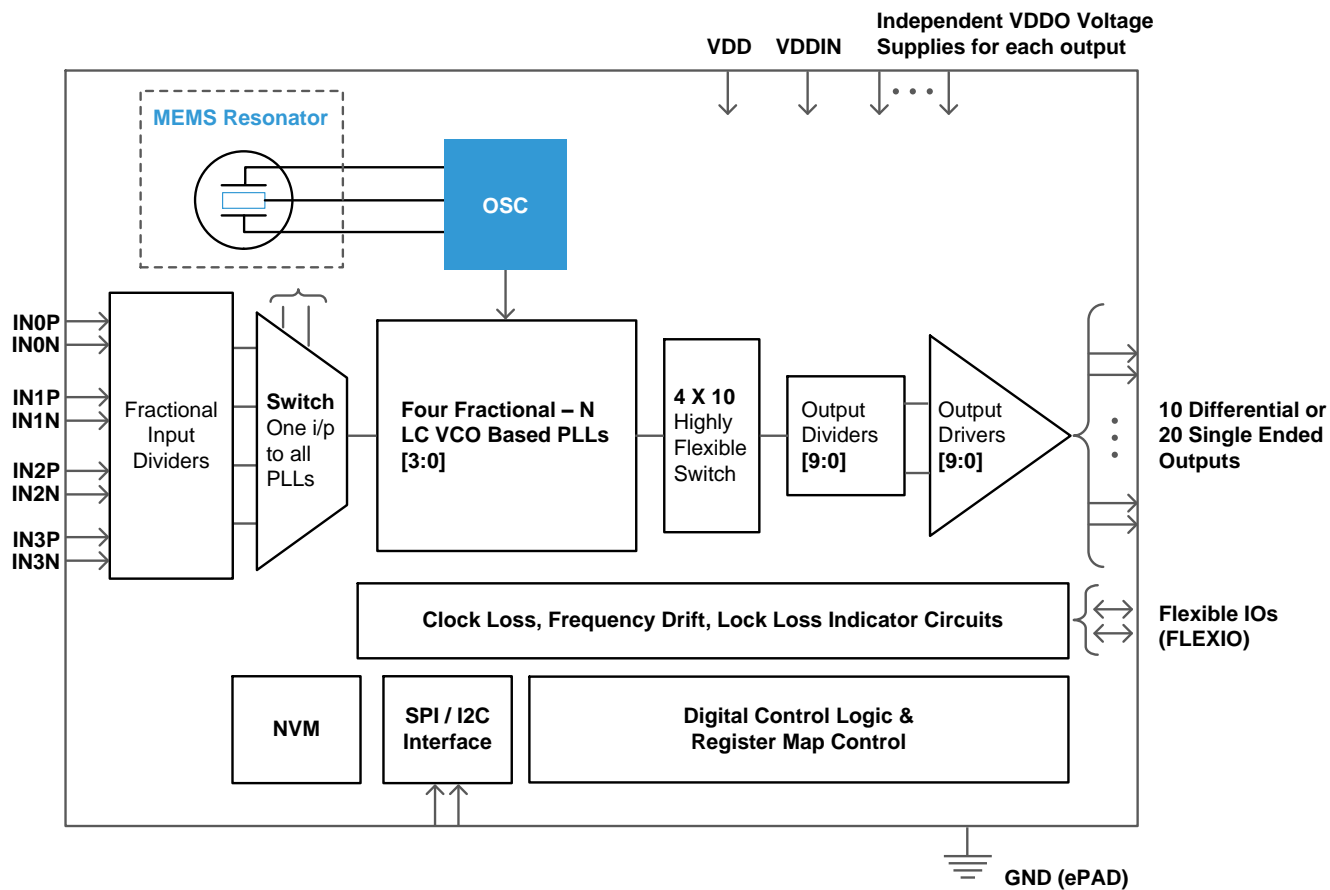 Independent VDDO Voltage
VDD VDDIN Supplies for each output
MEMS Resonator
OSC
IN0P
IN0N
IN1P
IN1N
IN2P
IN2N
IN3P
IN3N
Fractional
Input
Dividers
Switch
One i/p
to all
PLLs
Four Fractional – N
LC VCO Based PLLs
[3:0]
4 X 10
Highly
Flexible
Switch
Output
Dividers
[9:0]
Output
Drivers
[9:0]
10 Differential or
20 Single Ended
Outputs
Clock Loss, Frequency Drift, Lock Loss Indicator Circuits
Flexible IOs
(FLEXIO)
NVM
SPI / I2C
Interface
Digital Control Logic &
Register Map Control
GND (ePAD)